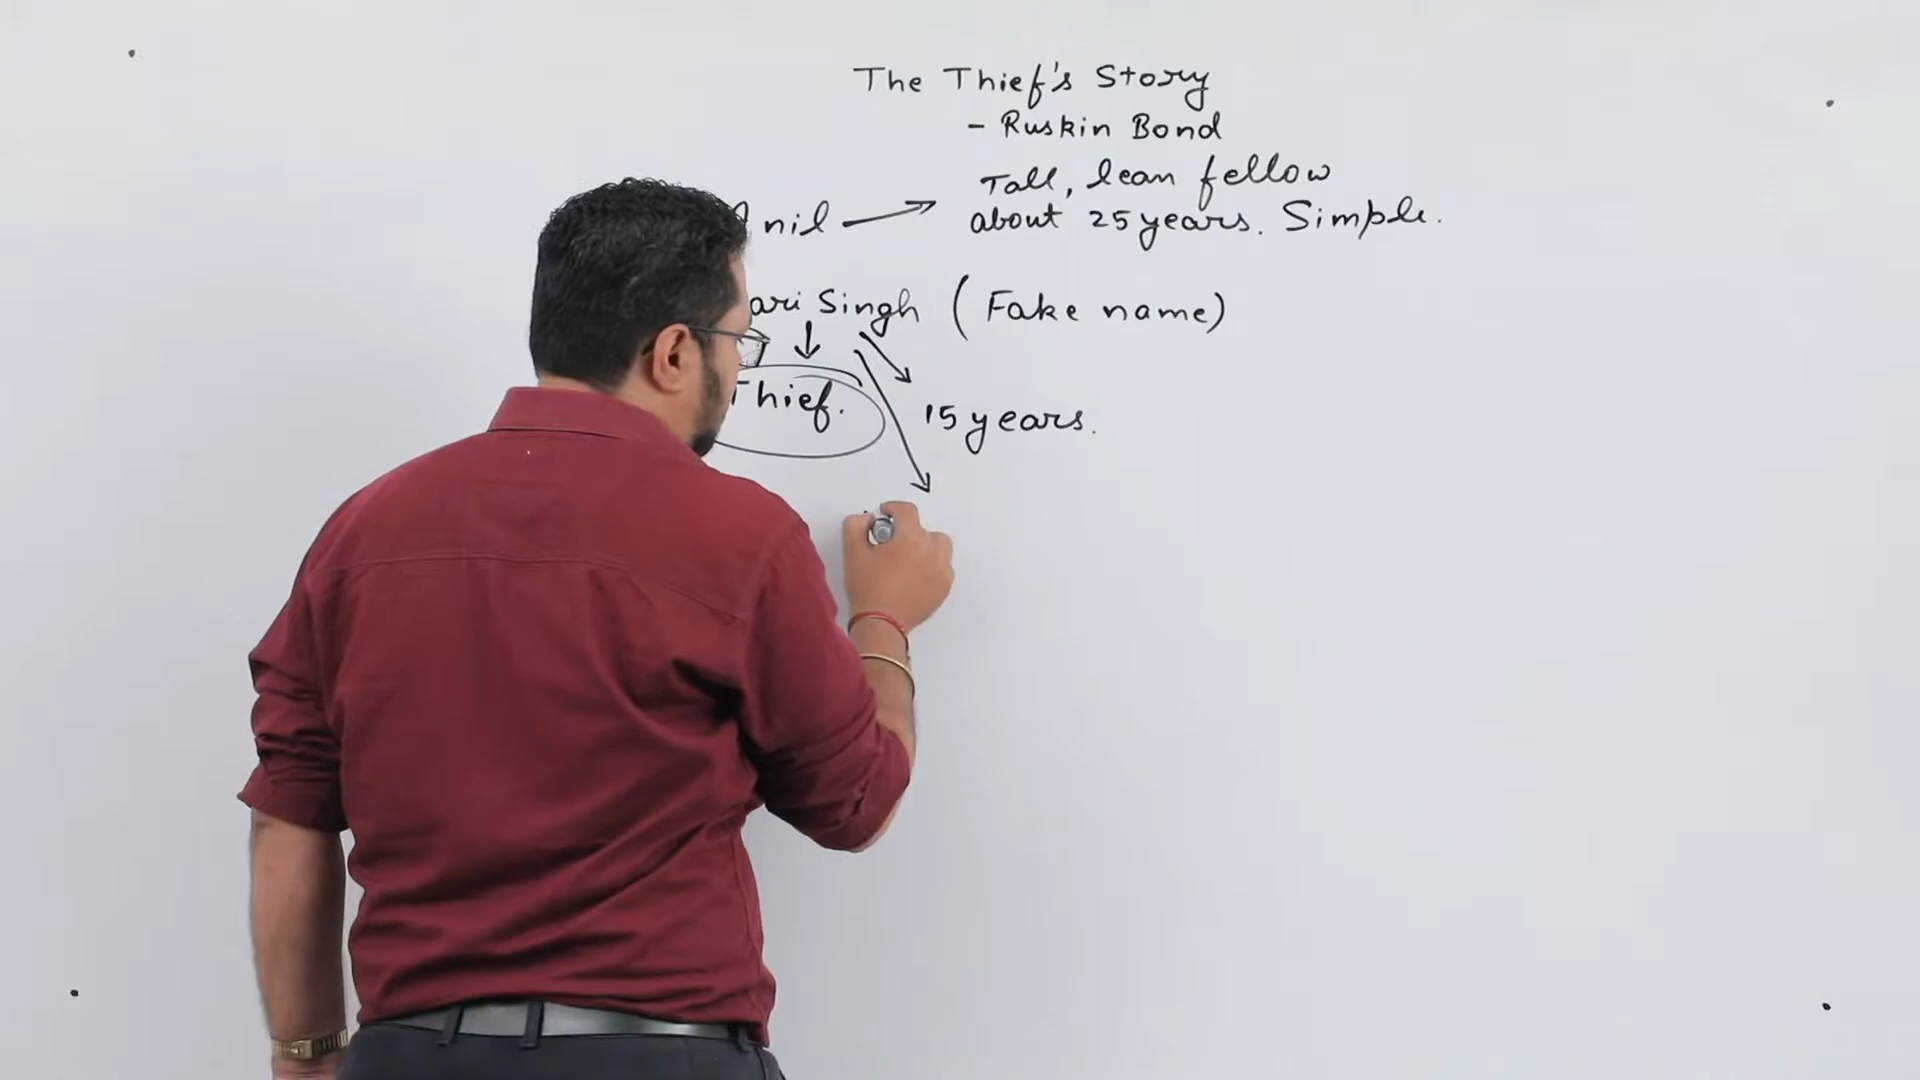 The Thief's Story
- Ruskin Bond
Tall, lean fellow
nil → about 25 years. Simple.
ari Singh (Fake name)
Thief.
15 years.